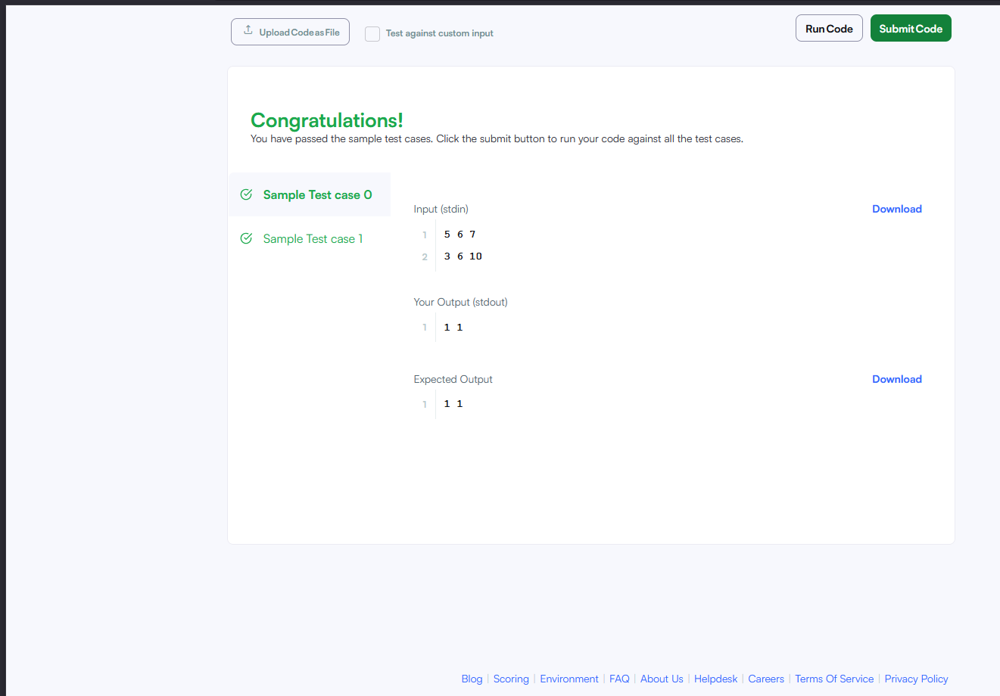 Upload Code as File
Test against custom input
Run Code
Submit Code
Congratulations!
You have passed the sample test cases. Click the submit button to run your code against all the test cases.
Sample Test case 0
Sample Test case 1
Input (stdin)
Download
1 5 6 7
2 3 6 10
Your Output (stdout)
1 1 1
Expected Output
Download
1 1 1
Blog | Scoring | Environment | FAQ | About Us | Helpdesk | Careers | Terms Of Service | Privacy Policy